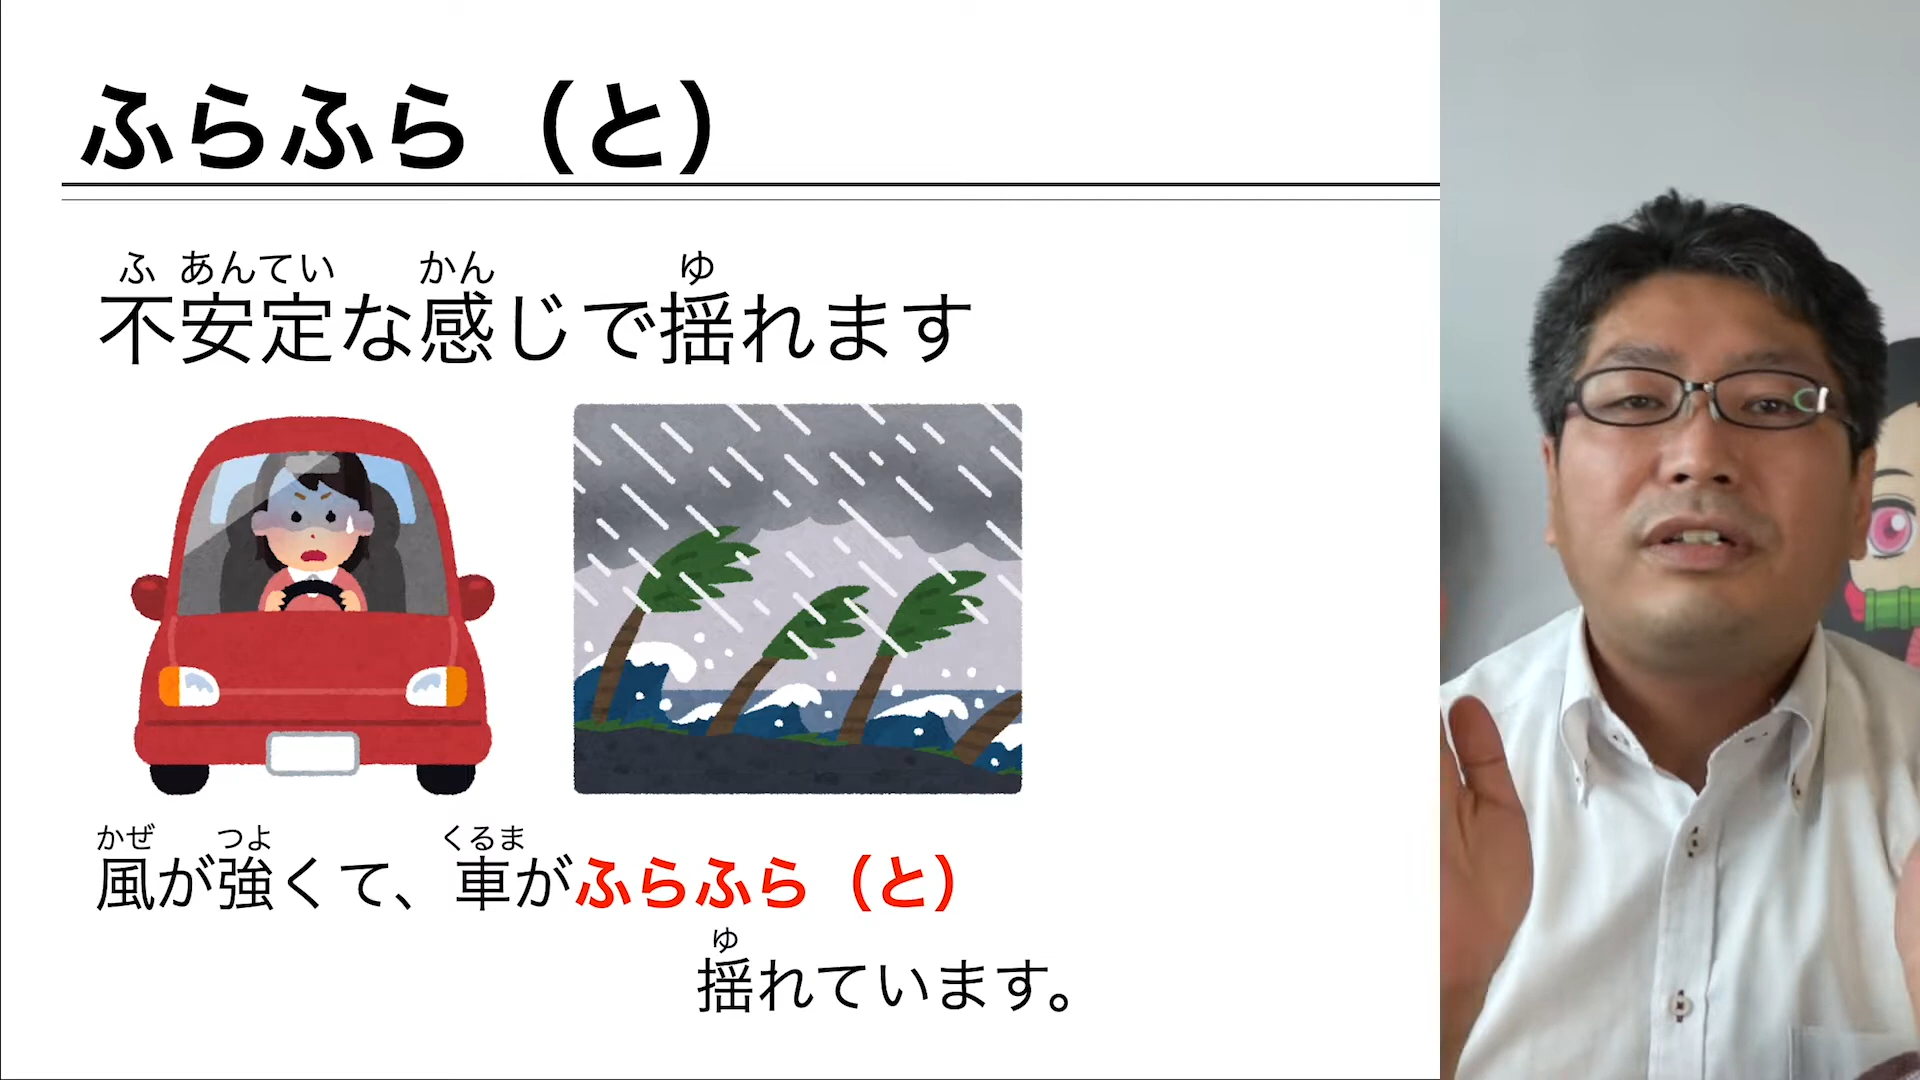 ふらふら（と）
ふ あんてい かん ゆ
不安定な感じで揺れます
かぜ つよ くるま
風が強くて、車がふらふら（と）
ゆ
揺れています。